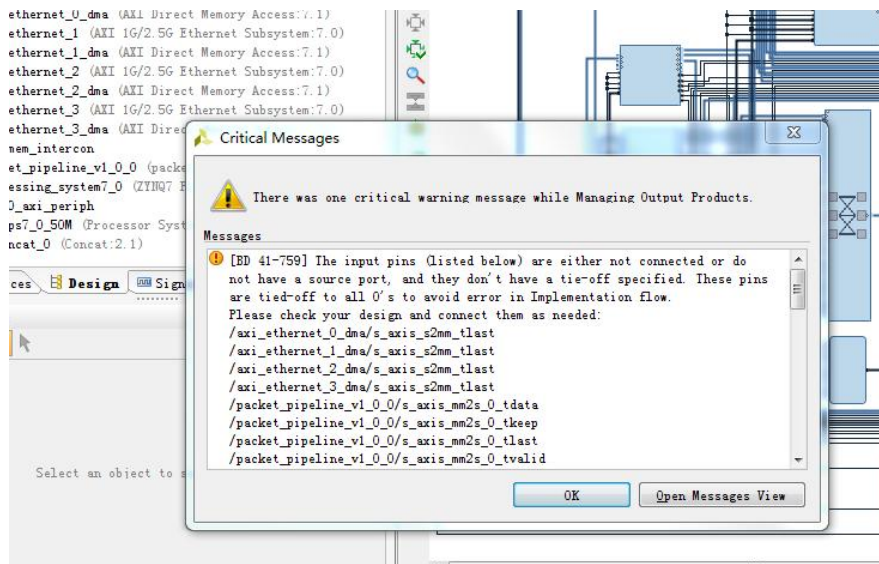 ethernet_0_dma (AXI Direct Memory Access:7.1)
ethernet_1 (AXI 1G/2.5G Ethernet Subsystem:7.0)
ethernet_1_dma (AXI Direct Memory Access:7.1)
ethernet_2 (AXI 1G/2.5G Ethernet Subsystem:7.0)
ethernet_2_dma (AXI Direct Memory Access:7.1)
ethernet_3 (AXI 1G/2.5G Ethernet Subsystem:7.0)
ethernet_3_dma (AXI Direc
mem_intercon
et_pipeline_v1_0_0 (packe
essing_system7_0 (ZYNQ7
0_axi_periph
ps7_0_50M (Processor Syst
ncat_0 (Concat:2.1)
ces
Design
Sign
Select an object to s
Critical Messages
There was one critical warning message while Managing Output Products.
Messages
[BD 41-759] The input pins (listed below) are either not connected or do
not have a source port, and they don't have a tie-off specified. These pins
are tied-off to all 0's to avoid error in Implementation flow.
Please check your design and connect them as needed:
/axi_ethernet_0_dma/s_axis_s2mm_tlast
/axi_ethernet_1_dma/s_axis_s2mm_tlast
/axi_ethernet_2_dma/s_axis_s2mm_tlast
/axi_ethernet_3_dma/s_axis_s2mm_tlast
/packet_pipeline_v1_0_0/s_axis_mm2s_0_tdata
/packet_pipeline_v1_0_0/s_axis_mm2s_0_tkeep
/packet_pipeline_v1_0_0/s_axis_mm2s_0_tlast
/packet_pipeline_v1_0_0/s_axis_mm2s_0_tvalid
OK
Open Messages View